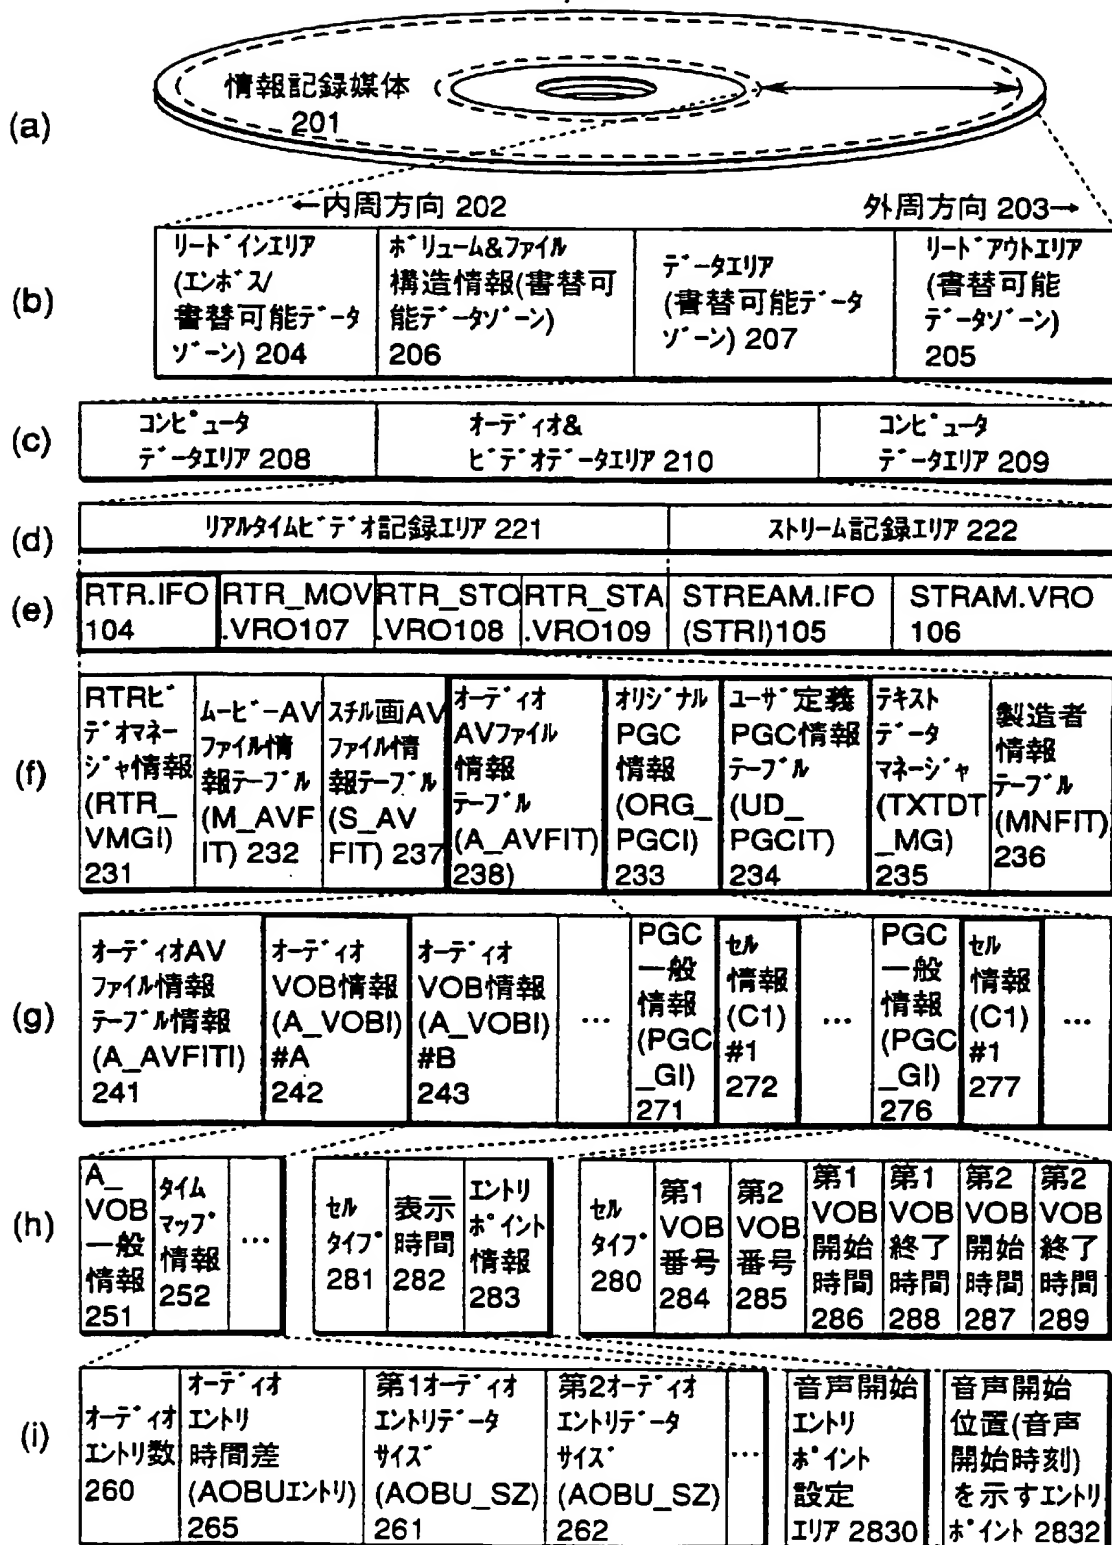 (a)
情報記録媒体
201
←内周方向 202
外周方向 203→
(b)
リードインエリア
(エンボス/
書替可能データ
ゾーン) 204
ボリューム&ファイル
構造情報(書替可
能データゾーン)
206
データエリア
(書替可能データ
ゾーン) 207
リードアウトエリア
(書替可能
データゾーン)
205
(c)
コンピュータ
データエリア 208
オーディオ&
ビデオデータエリア 210
コンピュータ
データエリア 209
(d)
リアルタイムビデオ記録エリア 221
ストリーム記録エリア 222
(e)
RTR.IFO
104
RTR_MOV
.VRO107
RTR_STO
.VRO108
RTR_STA
.VRO109
STREAM.IFO
(STRI)105
STRAM.VRO
106
(f)
RTRビ
デオマネー
ジャ情報
(RTR_
VMGI)
231
ムービーAV
ファイル情
報テーブル
(M_AVF
IT) 232
スチル画AV
ファイル情
報テーブル
(S_AV
FIT) 237
オーディオ
AVファイル
情報
テーブル
(A_AVFIT)
238)
オリジナル
PGC
情報
(ORG_
PGCI)
233
ユーザ定義
PGC情報
テーブル
(UD_
PGCIT)
234
テキスト
データ
マネージャ
(TXTDT
_MG)
235
製造者
情報
テーブル
(MNFIT)
236
(g)
オーディオAV
ファイル情報
テーブル情報
(A_AVFITI)
241
オーディオ
VOB情報
(A_VOBI)
#A
242
オーディオ
VOB情報
(A_VOBI)
#B
243
…
PGC
一般
情報
(PGC
_GI)
271
セル
情報
(C1)
#1
272
…
PGC
一般
情報
(PGC
_GI)
276
セル
情報
(C1)
#1
277
…
(h)
A_
VOB
一般
情報
251
タイム
マップ
情報
252
…
セル
タイプ
281
表示
時間
282
エントリ
ポイント
情報
283
セル
タイプ
280
第1
VOB
番号
284
第2
VOB
番号
285
第1
VOB
開始
時間
286
第1
VOB
終了
時間
288
第2
VOB
開始
時間
287
第2
VOB
終了
時間
289
(i)
オーディオ
エントリ数
260
オーディオ
エントリ
時間差
(AOBUエントリ)
265
第1オーディオ
エントリデータ
サイズ
(AOBU_SZ)
261
第2オーディオ
エントリデータ
サイズ
(AOBU_SZ)
262
…
音声開始
エントリ
ポイント
設定
エリア 2830
音声開始
位置(音声
開始時刻)
を示すエントリ
ポイント 2832